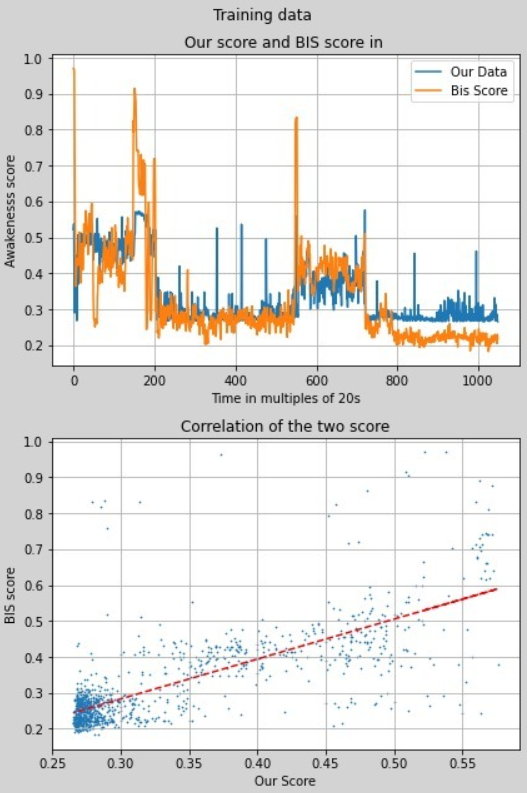 Training data
Our score and BIS score in
1.0
0.9
0.8
0.7
0.6
0.5
0.4
0.3
0.2
Awakenesss score
Our Data
Bis Score
0 200 400 600 800 1000
Time in multiples of 20s
Correlation of the two score
1.0
0.9
0.8
0.7
0.6
0.5
0.4
0.3
0.2
BIS score
0.25 0.30 0.35 0.40 0.45 0.50 0.55
Our Score